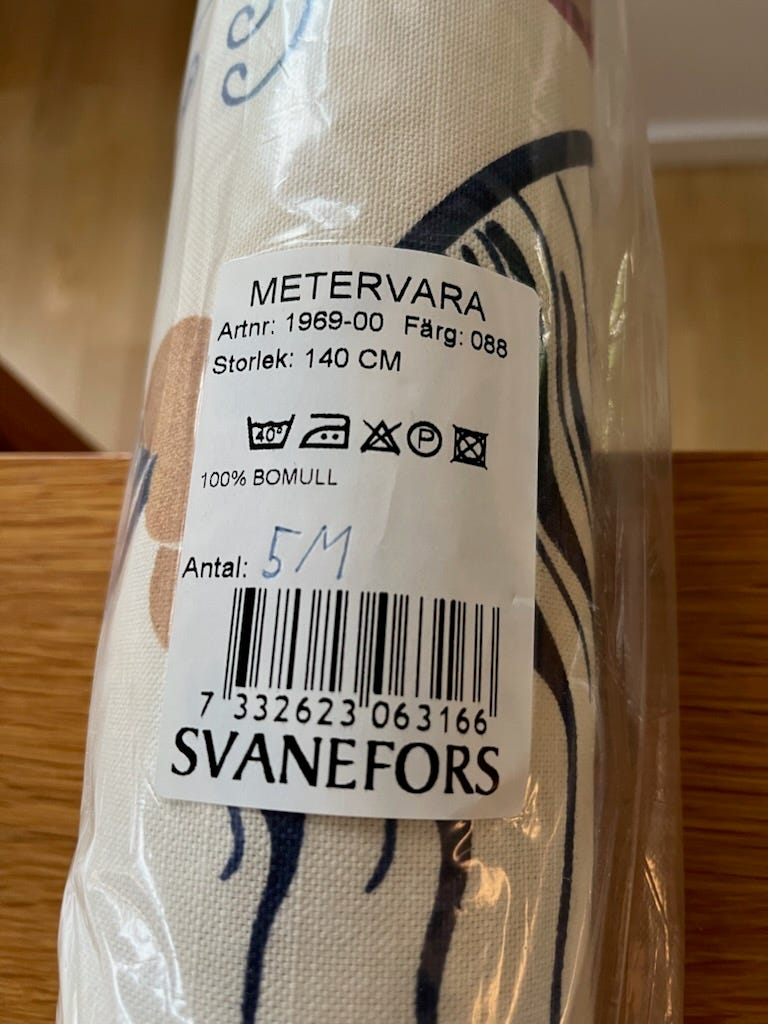 METERVARA
Artnr: 1969-00 Färg: 088
Storlek: 140 CM
40° P
100% BOMULL
Antal: 5M
7 332623 063166
SVANEFORS